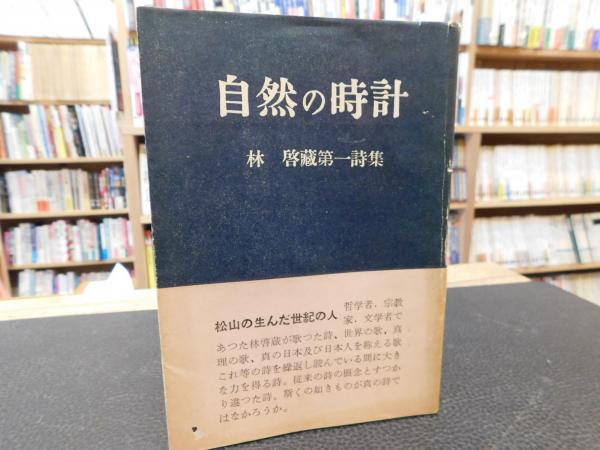 自然の時計
林 啓藏第一詩集
松山の生んだ世紀の人
哲学者、宗教
家、文学者で
あつた林啓蔵が歌つた詩、世界の歌、真
理の歌、真の日本及び日本人を称える歌
これ等の詩を繰返し読んでいる間に大き
な力を得る詩。従来の詩の概念とすつか
り違つた詩。斯くの如きものが真の詩で
はなかろうか。